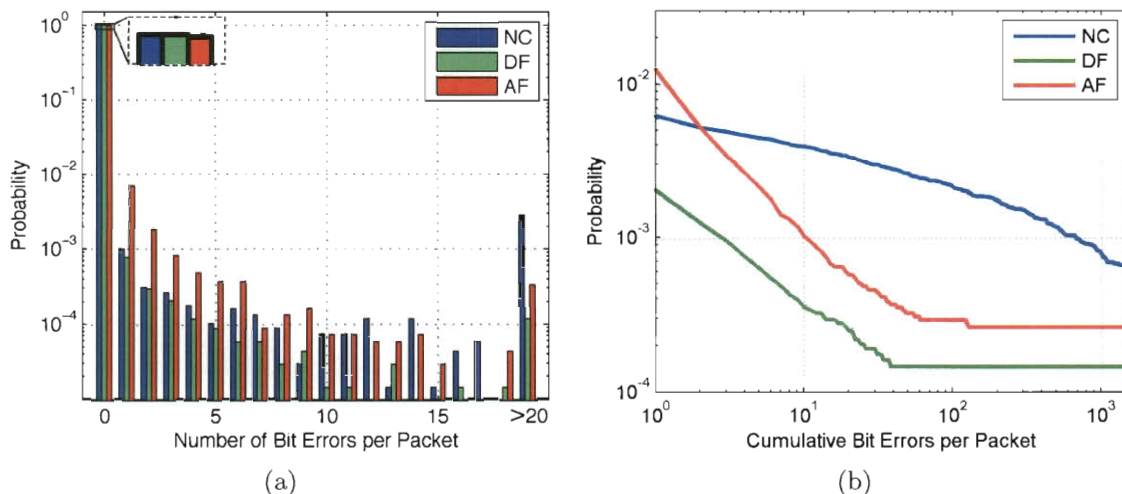 10^0
10^-1
10^-2
10^-3
10^-4
Probability
NC
DF
AF
0
5
10
15
>20
Number of Bit Errors per Packet
(a)
10^-2
10^-3
10^-4
Probability
NC
DF
AF
10^0
10^1
10^2
10^3
Cumulative Bit Errors per Packet
(b)